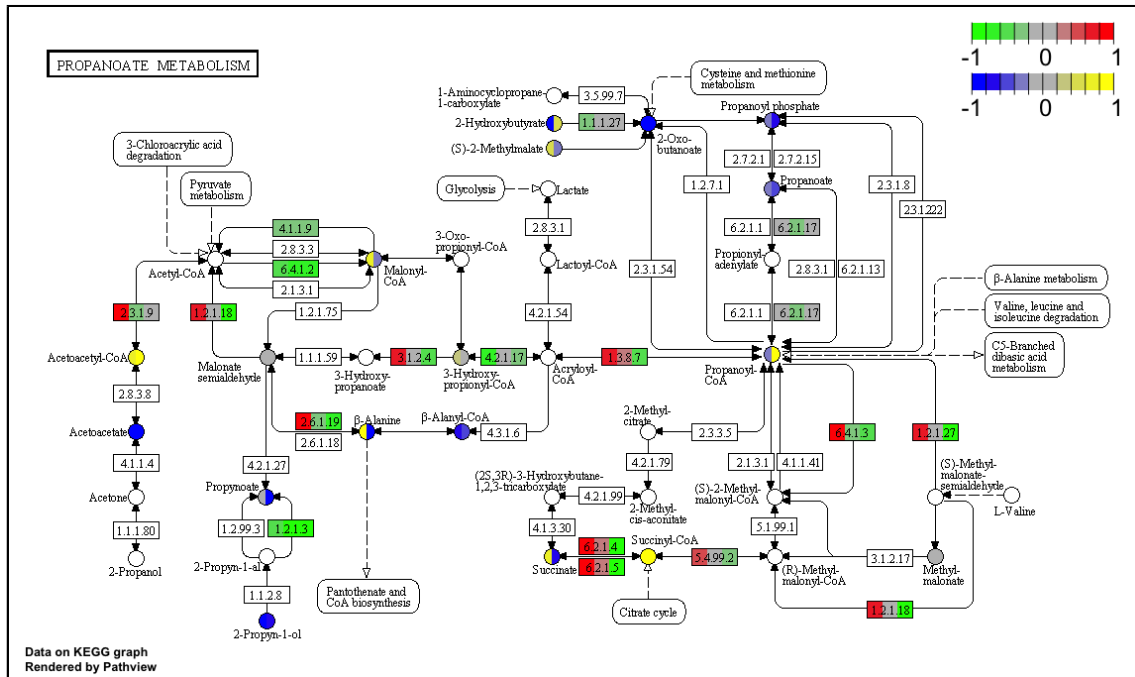 PROPANOATE METABOLISM
-1 0 1
-1 0 1
Cysteine and methionine
metabolism
1-Aminocyclopropane
1-carboxylate
3.5.99.7
Propanoyl phosphate
2-Hydroxybutyrate
1.1.1.27
2-Oxo-
butanoate
(S)-2-Methylmalate
3-Chloroacrylic acid
degradation
Pyruvate
metabolism
Glycolysis
Lactate
2.7.2.1
2.7.2.15
Propanoate
1.2.7.1
2.3.1.8
2.3.1.222
4.1.1.9
2.8.3.3
6.4.1.2
2.1.3.1
Acetyl-CoA
Malonyl-
CoA
3-Oxo-
propionyl-CoA
2.8.3.1
Lactoyl-CoA
6.2.1.1
6.2.1.17
Propionyl-
adenylate
2.3.1.54
2.8.3.1
6.2.1.13
β-Alanine metabolism
Valine, leucine and
isoleucine degradation
C5-Branched
dibasic acid
metabolism
2.3.1.9
1.2.1.18
1.2.1.75
4.2.1.54
6.2.1.1
6.2.1.17
Acetoacetyl-CoA
Malonate
semialdehyde
1.1.1.59
3-Hydroxy-
propanoate
3.1.2.4
3-Hydroxy-
propionyl-CoA
4.2.1.17
Acryloyl-
CoA
1.3.8.7
Propanoyl-
CoA
2.8.3.8
Acetoacetate
2.6.1.19
2.6.1.18
β-Alanine
β-Alanyl-CoA
4.3.1.6
2-Methyl-
citrate
2.3.3.5
6.4.1.3
1.2.1.27
4.1.1.4
Acetone
4.2.1.27
Propynoate
4.2.1.79
2.1.3.1
4.1.1.41
(S)-Methyl-
malonate-
semialdehyde
(2S,3R)-3-Hydroxybutane-
1,2,3-tricarboxylate
4.2.1.99
2-Methyl-
cis-aconitate
(S)-2-Methyl-
malonyl-CoA
L-Valine
1.1.1.80
2-Propanol
1.2.99.3
1.2.1.3
2-Propyn-1-al
4.1.3.30
5.1.99.1
6.2.1.4
6.2.1.5
Succinate
Succinyl-CoA
5.4.99.2
(R)-Methyl-
malonyl-CoA
3.1.2.17
Methyl-
malonate
1.1.2.8
2-Propyn-1-ol
Pantothenate and
CoA biosynthesis
Citrate cycle
1.2.1.18
Data on KEGG graph
Rendered by Pathview